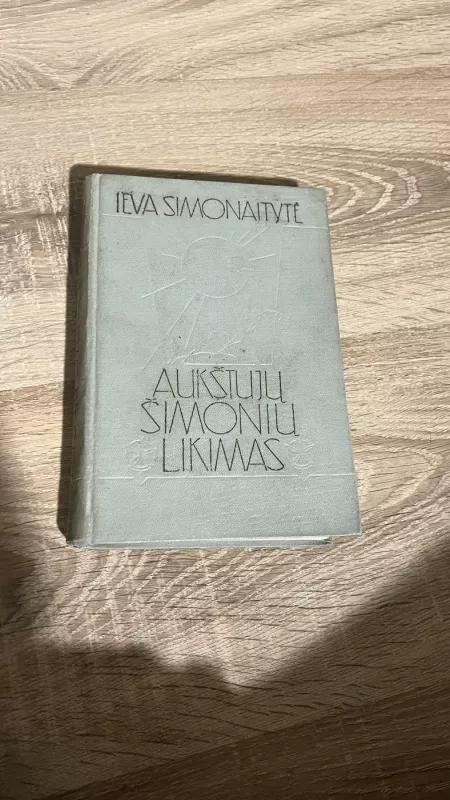 IEVA SIMONAITYTĖ
AUKŠTUJŲ
ŠIMONIŲ
LIKIMAS